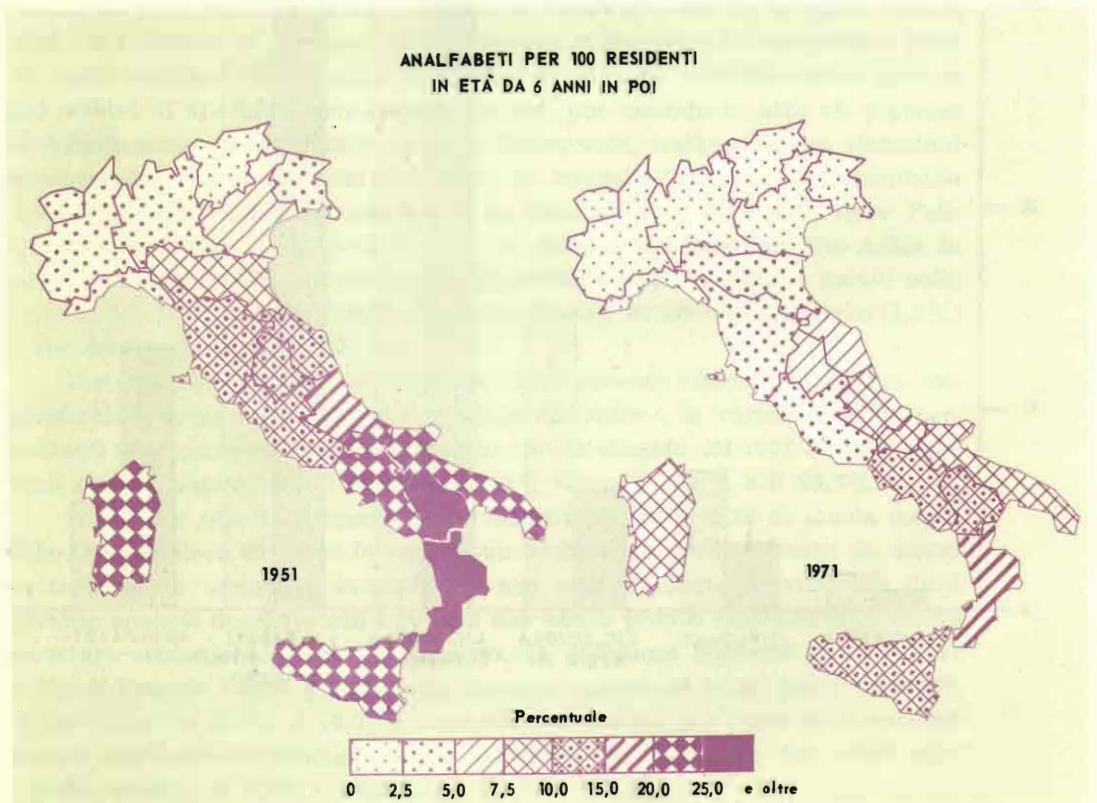 ANALFABETI PER 100 RESIDENTI
IN ETÁ DA 6 ANNI IN POI
1951
1971
Percentuale
0 2,5 5,0 7,5 10,0 15,0 20,0 25,0 e oltre